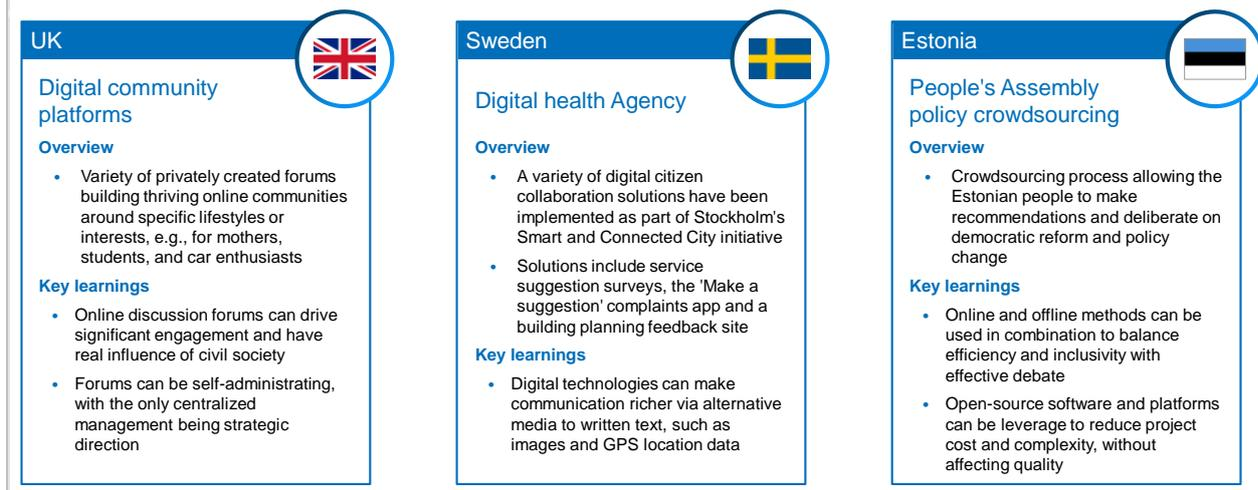 UK
Digital community
platforms
Overview
• Variety of privately created forums
building thriving online communities
around specific lifestyles or
interests, e.g., for mothers,
students, and car enthusiasts
Key learnings
• Online discussion forums can drive
significant engagement and have
real influence of civil society
• Forums can be self-administrating,
with the only centralized
management being strategic
direction
Sweden
Digital health Agency
Overview
• A variety of digital citizen
collaboration solutions have been
implemented as part of Stockholm's
Smart and Connected City initiative
• Solutions include service
suggestion surveys, the 'Make a
suggestion' complaints app and a
building planning feedback site
Key learnings
• Digital technologies can make
communication richer via alternative
media to written text, such as
images and GPS location data
Estonia
People's Assembly
policy crowdsourcing
Overview
• Crowdsourcing process allowing the
Estonian people to make
recommendations and deliberate on
democratic reform and policy
change
Key learnings
• Online and offline methods can be
used in combination to balance
efficiency and inclusivity with
effective debate
• Open-source software and platforms
can be leverage to reduce project
cost and complexity, without
affecting quality